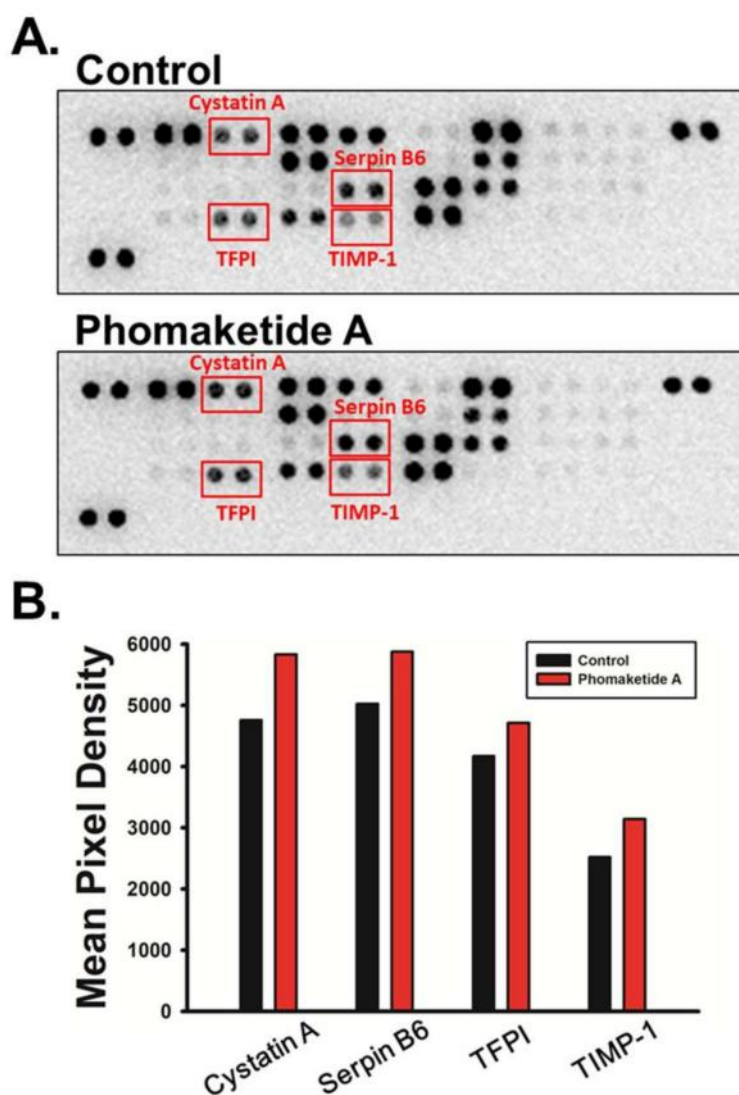 A.
Control
Cystatin A
Serpin B6
TFPI
TIMP-1
Phomaketide A
Cystatin A
Serpin B6
TFPI
TIMP-1
B.
Mean Pixel Density
6000
5000
4000
3000
2000
1000
0
Control
Phomaketide A
Cystatin A
Serpin B6
TFPI
TIMP-1